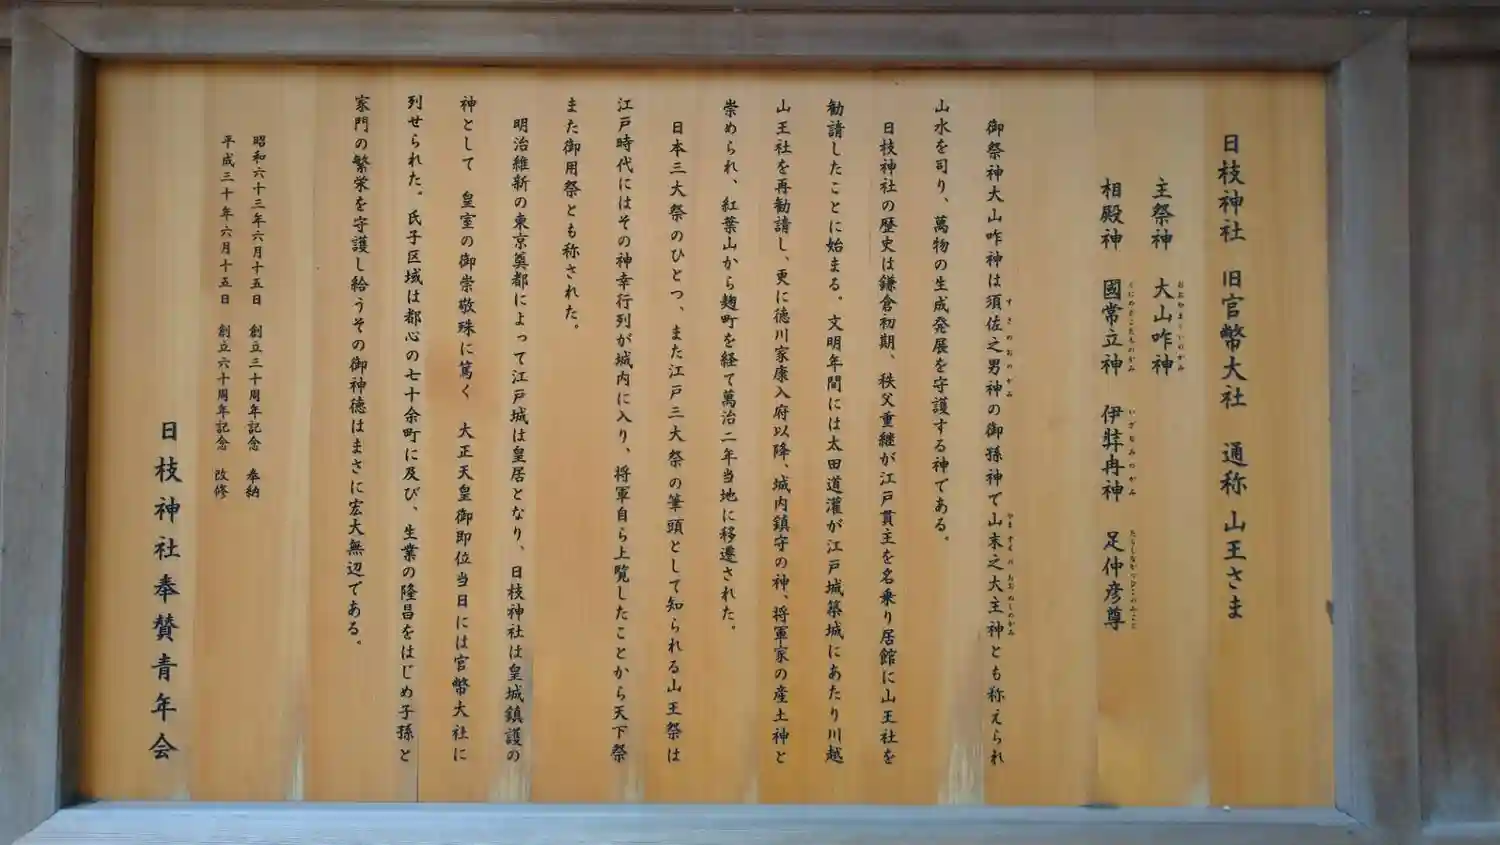 日枝神社 旧官幣大社 通称 山王さま
主祭神 大山咋神
相殿神 國常立神 伊弉冉神 足仲彦尊
御祭神大山咋神は須佐之男神の御孫神で山末之大主神とも称えられ
山水を司り、萬物の生成発展を守護する神である。
日枝神社の歴史は鎌倉初期、秩父重継が江戸貫主を名乗り居館に山王社を
勧請したことに始まる。文明年間には太田道灌が江戸城築城にあたり川越
山王社を再勧請し、更に徳川家康入府以降、城内鎮守の神、将軍家の産土神と
崇められ、紅葉山から麹町を経て萬治二年当地に移遷された。
日本三大祭のひとつ、また江戸三大祭の筆頭として知られる山王祭は
江戸時代にはその神幸行列が城内に入り、将軍自ら上覧したことから天下祭
また御用祭とも称された。
明治維新の東京奠都によって江戸城は皇居となり、日枝神社は皇城鎮護の
神として 皇室の御崇敬殊に篤く 大正天皇御即位当日には官幣大社に
列せられた。氏子区域は都心の七十余町に及び、生業の隆昌をはじめ子孫と
家門の繁栄を守護し給うその御神徳はまさに宏大無辺である。
昭和六十三年六月十五日 創立三十周年記念 奉納
平成三十年六月十五日 創立六十周年記念 改修
日枝神社奉賛青年会